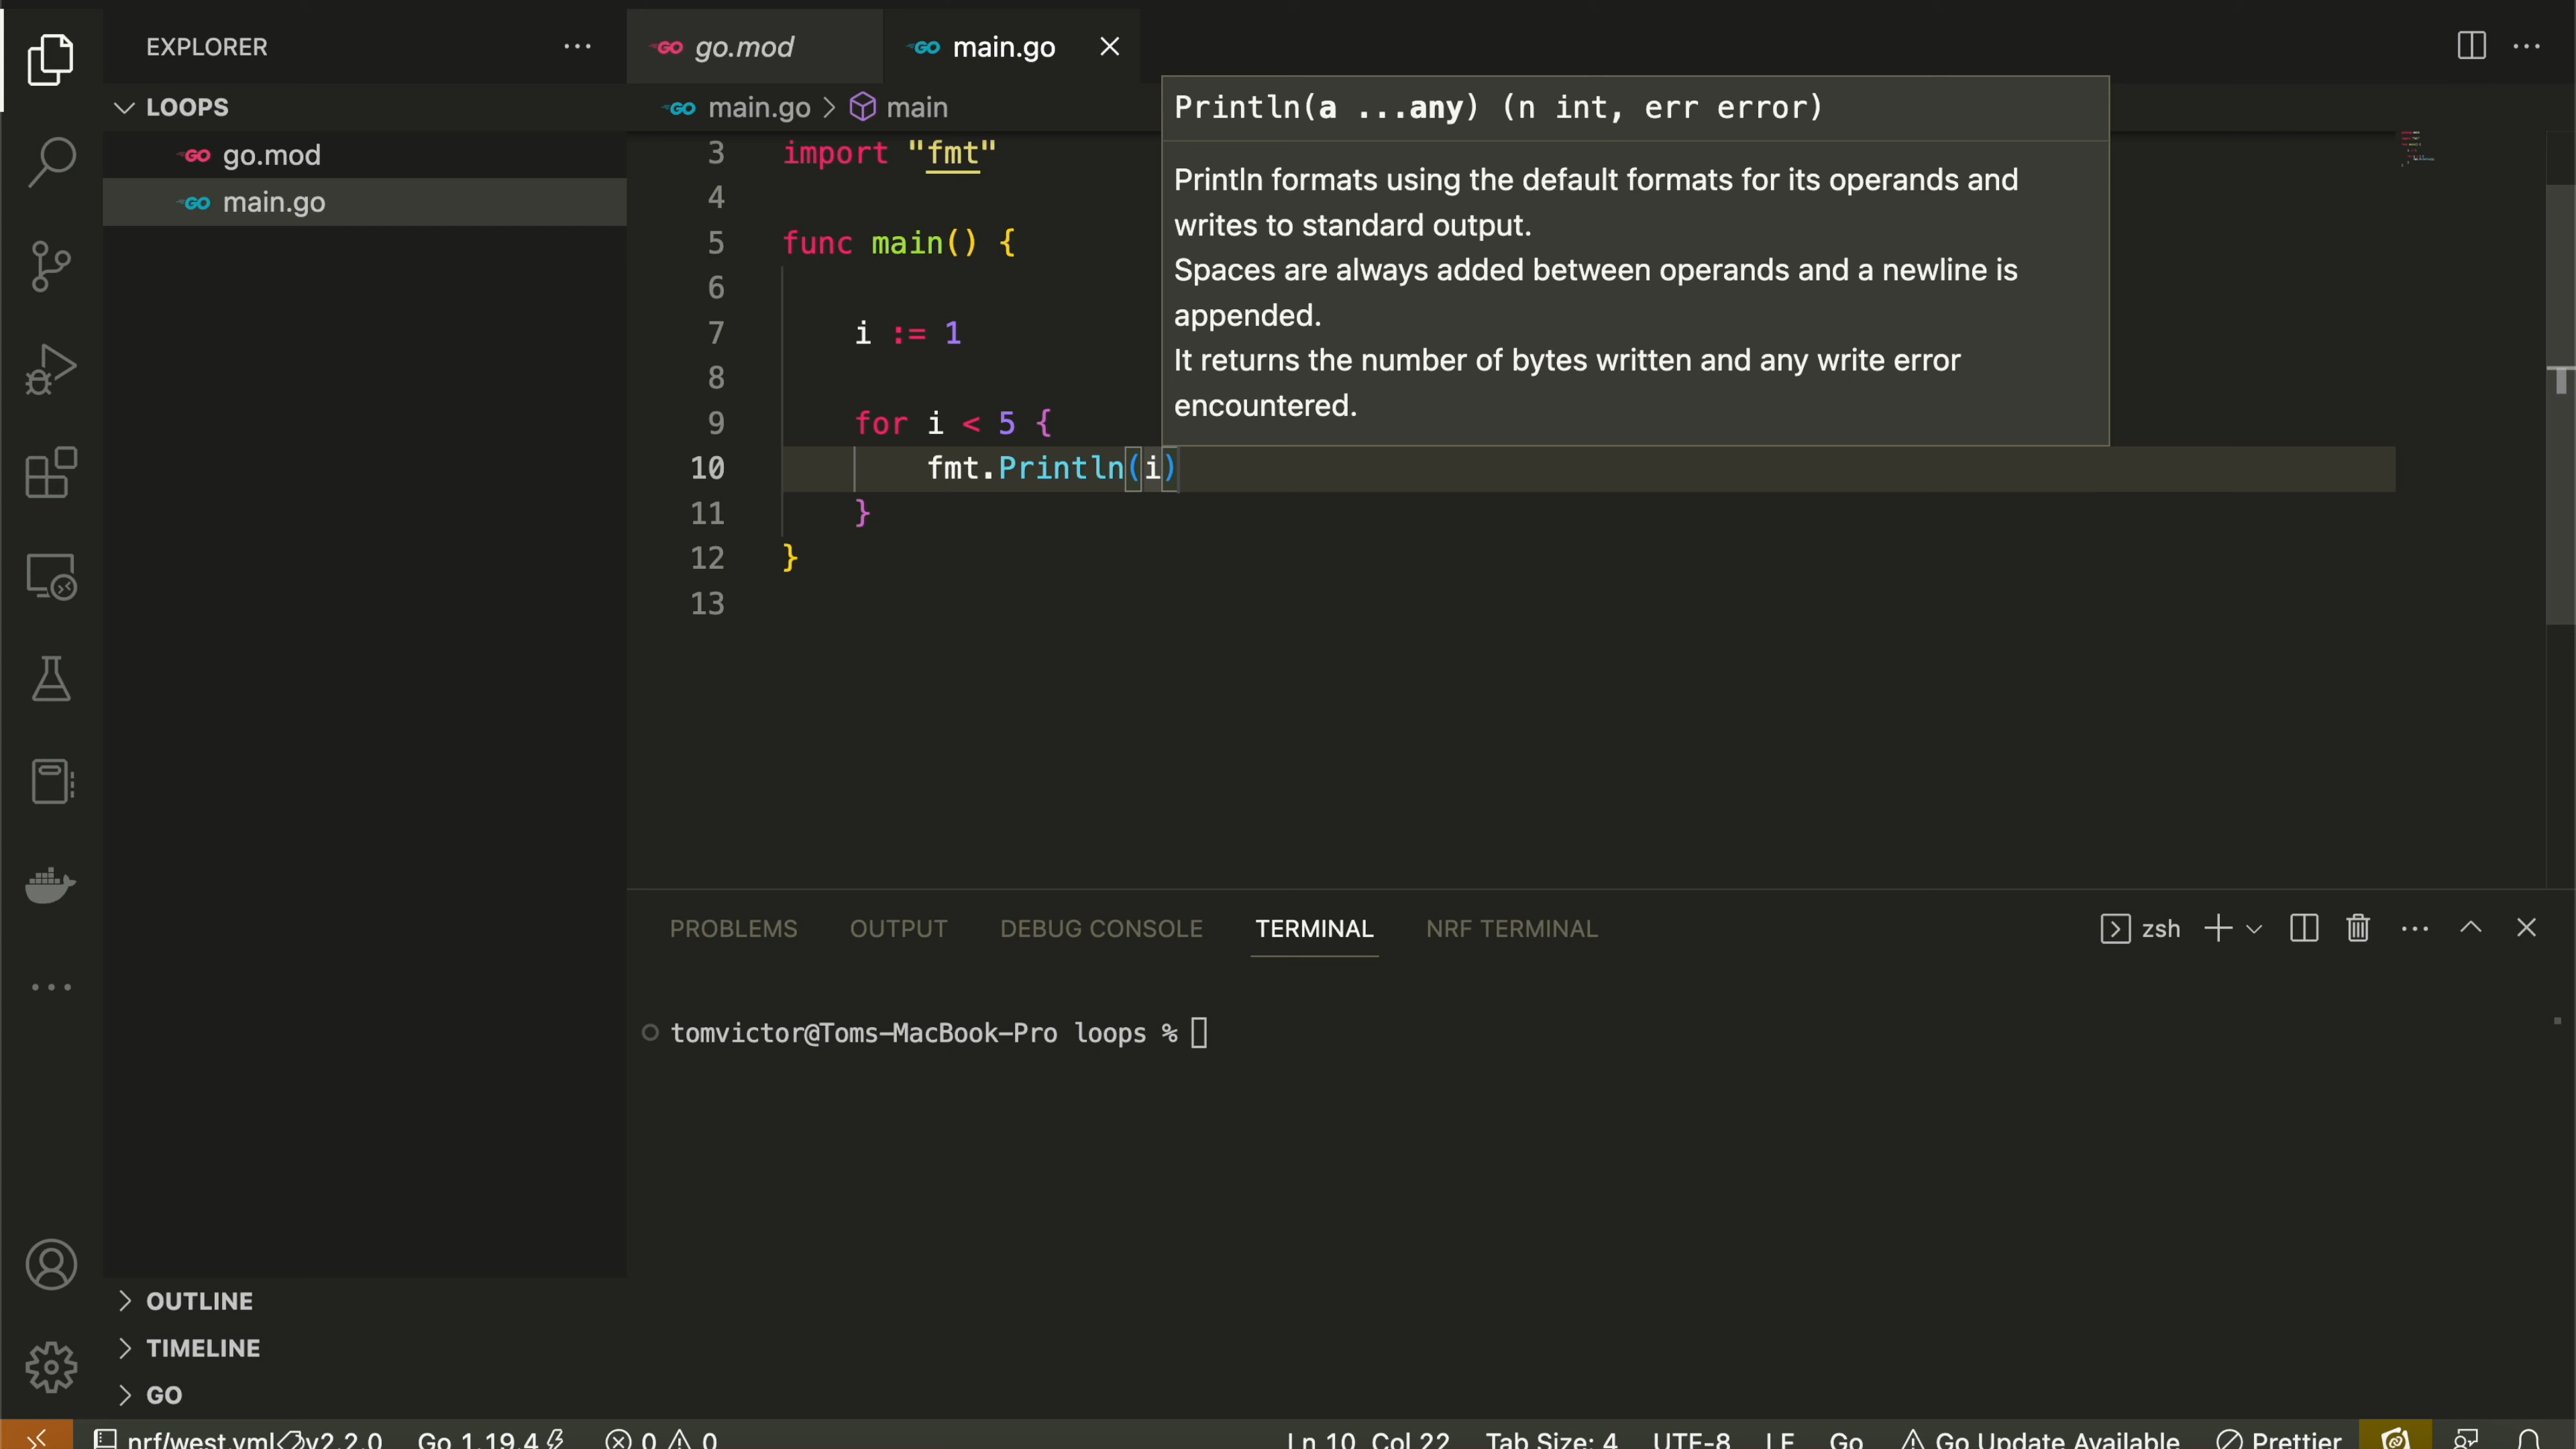 EXPLORER
LOOPS
go.mod
main.go
OUTLINE
TIMELINE
GO
go.mod
main.go
main.go > main
3 import "fmt"
4
5 func main() {
6
7 i := 1
8
9 for i < 5 {
10 fmt.Println(i)
11 }
12 }
13
Println(a ...any) (n int, err error)
Println formats using the default formats for its operands and
writes to standard output.
Spaces are always added between operands and a newline is
appended.
It returns the number of bytes written and any write error
encountered.
PROBLEMS OUTPUT DEBUG CONSOLE TERMINAL NRF TERMINAL zsh
tomvictor@Toms-MacBook-Pro loops %
nrf/west.yml v2.2.0 Go 1.19.4 0 0 Ln 10, Col 22 Tab Size: 4 UTF-8 LF Go Go Update Available Prettier